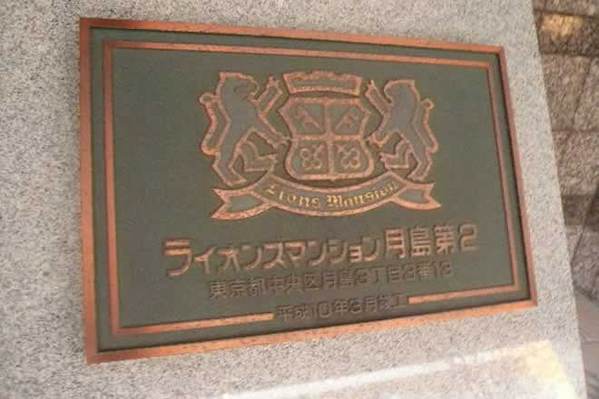 Lions Mansion
ライオンズマンション月島第2
東京都中央区月島3丁目3番13
平成10年3月竣工